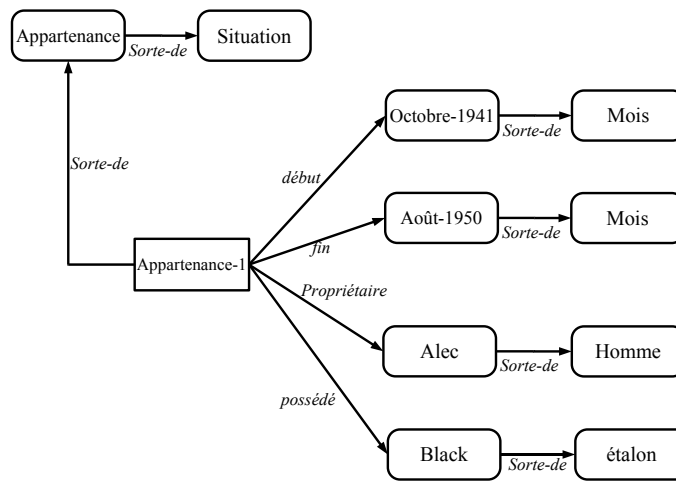 Appartenance
Sorte-de
Situation
Sorte-de
Octobre-1941
Sorte-de
Mois
début
Août-1950
Sorte-de
Mois
fin
Appartenance-1
Propriétaire
Alec
Sorte-de
Homme
possédé
Black
Sorte-de
étalon